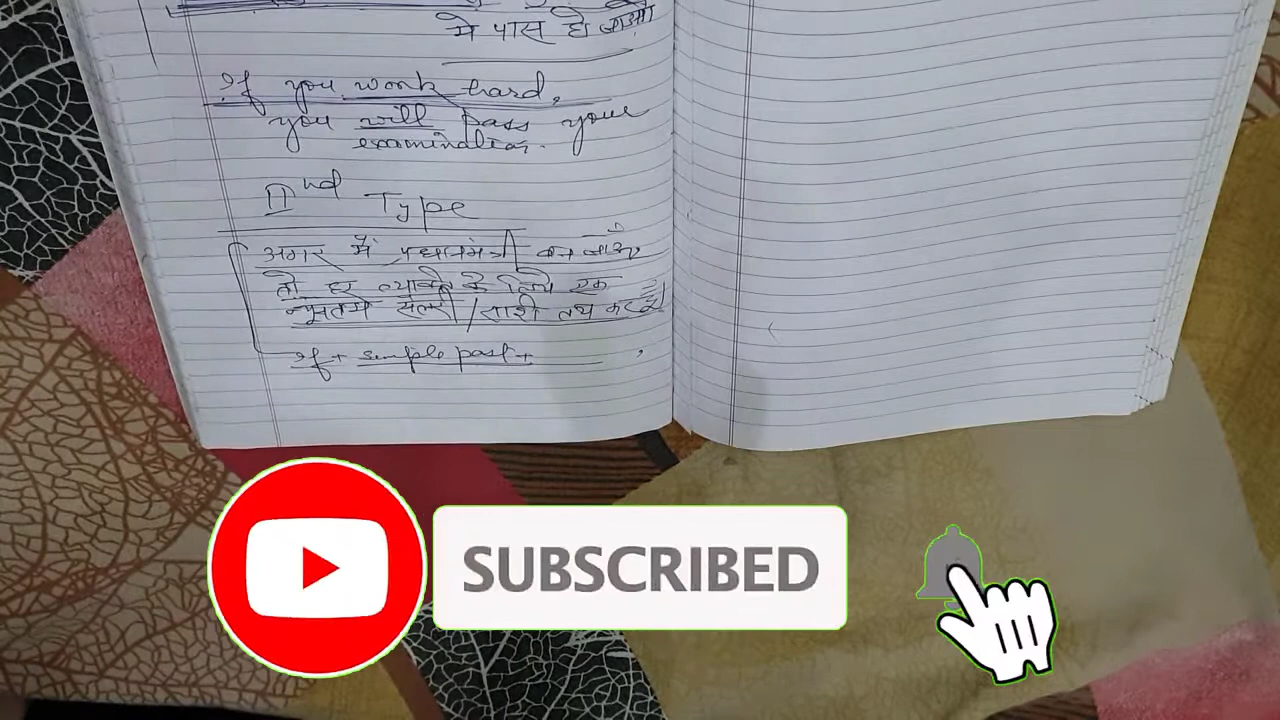 मे पास हो जाओगे
If you work hard,
you will pass your
examination.
IInd Type
अगर मैं प्रधानमंत्री बन जाऊं
तो हर व्यक्ति के लिये एक
न्यूनतम सैलरी / राशी तय कर दूं
If + simple past + ,
SUBSCRIBED